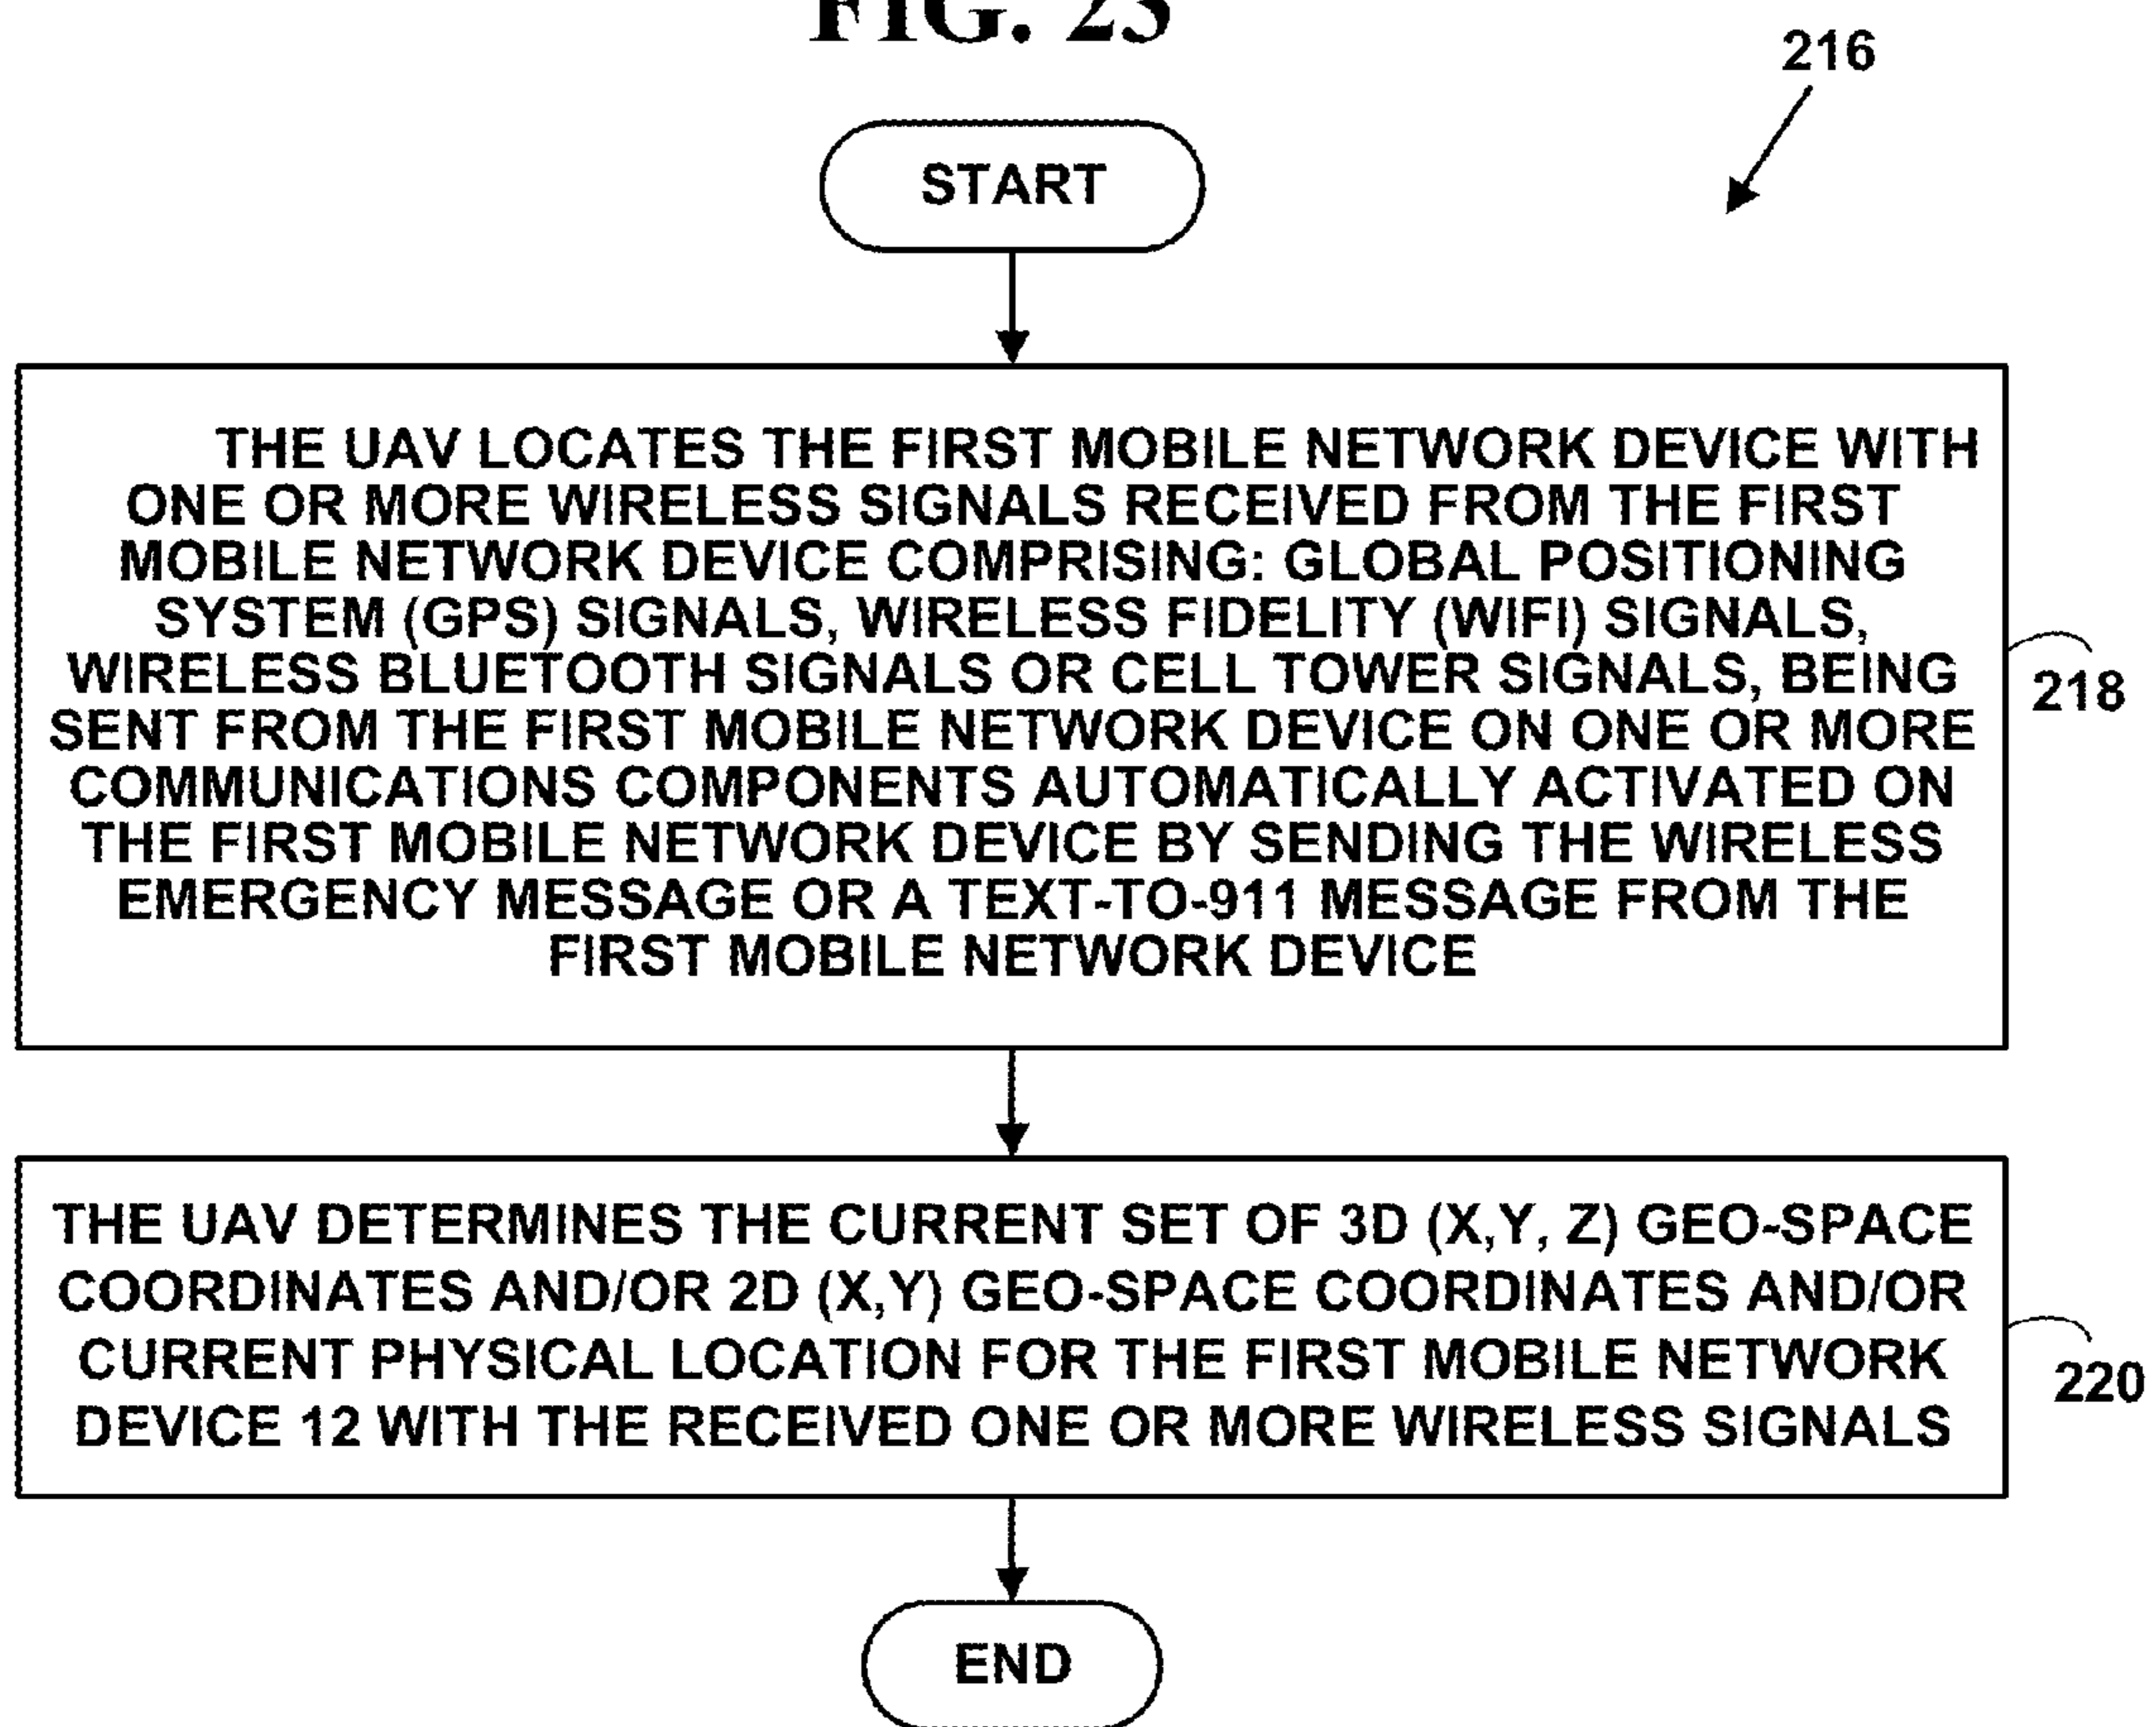 FIG.
216
START
THE UAV LOCATES THE FIRST MOBILE NETWORK DEVICE WITH
ONE OR MORE WIRELESS SIGNALS RECEIVED FROM THE FIRST
MOBILE NETWORK DEVICE COMPRISING: GLOBAL POSITIONING
SYSTEM (GPS) SIGNALS, WIRELESS FIDELITY (WIFI) SIGNALS,
WIRELESS BLUETOOTH SIGNALS OR CELL TOWER SIGNALS, BEING
SENT FROM THE FIRST MOBILE NETWORK DEVICE ON ONE OR MORE
COMMUNICATIONS COMPONENTS AUTOMATICALLY ACTIVATED ON
THE FIRST MOBILE NETWORK DEVICE BY SENDING THE WIRELESS
EMERGENCY MESSAGE OR A TEXT-TO-911 MESSAGE FROM THE
FIRST MOBILE NETWORK DEVICE
218
THE UAV DETERMINES THE CURRENT SET OF 3D (X,Y, Z) GEO-SPACE
COORDINATES AND/OR 2D (X,Y) GEO-SPACE COORDINATES AND/OR
CURRENT PHYSICAL LOCATION FOR THE FIRST MOBILE NETWORK
DEVICE 12 WITH THE RECEIVED ONE OR MORE WIRELESS SIGNALS
220
END